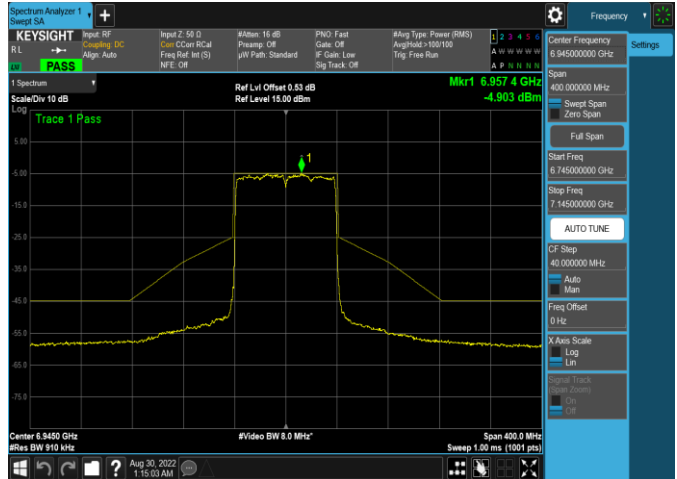 Spectrum Analyzer 1
Swept SA
+
Frequency
KEYSIGHT
RL
PASS
Input: RF
Coupling: DC
Align: Auto
Input Z: 50 Ω
Corr CCorr RCal
Freq Ref: Int (S)
NFE: Off
#Atten: 16 dB
Preamp: Off
µW Path: Standard
PNO: Fast
Gate: Off
IF Gain: Low
Sig Track: Off
#Avg Type: Power (RMS)
Avg|Hold:>100/100
Trig: Free Run
1 2 3 4 5 6
A W W W W W
A P N N N N
1 Spectrum
Scale/Div 10 dB
Log
Ref Lvl Offset 0.53 dB
Ref Level 15.00 dBm
Mkr1 6.957 4 GHz
-4.903 dBm
Trace 1 Pass
1
5.00
-5.00
-15.0
-25.0
-35.0
-45.0
-55.0
-65.0
-75.0
Center 6.9450 GHz
#Res BW 910 kHz
#Video BW 8.0 MHz*
Span 400.0 MHz
Sweep 1.00 ms (1001 pts)
Aug 30, 2022
1:15:03 AM
?
Center Frequency
6.945000000 GHz
Span
400.000000 MHz
Swept Span
Zero Span
Full Span
Start Freq
6.745000000 GHz
Stop Freq
7.145000000 GHz
AUTO TUNE
CF Step
40.000000 MHz
Auto
Man
Freq Offset
0 Hz
X Axis Scale
Log
Lin
Signal Track
(Span Zoom)
On
Off
Settings